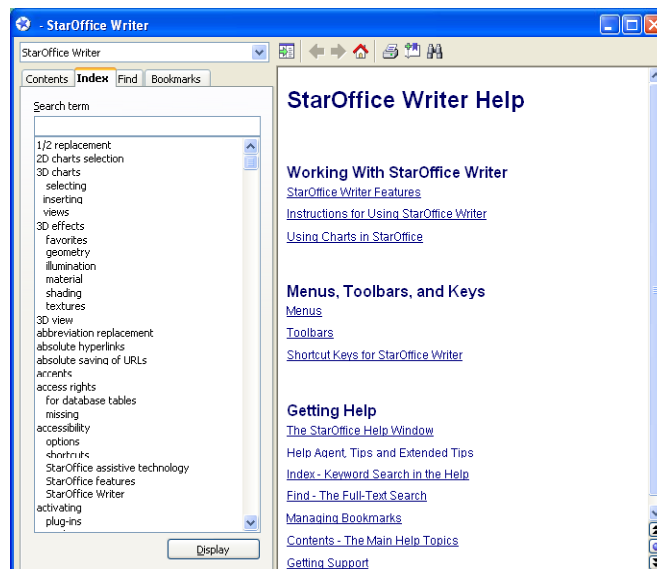 - StarOffice Writer
StarOffice Writer
Contents Index Find Bookmarks
Search term
1/2 replacement
2D charts selection
3D charts
selecting
inserting
views
3D effects
favorites
geometry
illumination
material
shading
textures
3D view
abbreviation replacement
absolute hyperlinks
absolute saving of URLs
accents
access rights
for database tables
missing
accessibility
options
shortcuts
StarOffice assistive technology
StarOffice features
StarOffice Writer
activating
plug-ins
Display
StarOffice Writer Help
Working With StarOffice Writer
StarOffice Writer Features
Instructions for Using StarOffice Writer
Using Charts in StarOffice
Menus, Toolbars, and Keys
Menus
Toolbars
Shortcut Keys for StarOffice Writer
Getting Help
The StarOffice Help Window
Help Agent, Tips and Extended Tips
Index - Keyword Search in the Help
Find - The Full-Text Search
Managing Bookmarks
Contents - The Main Help Topics
Getting Support